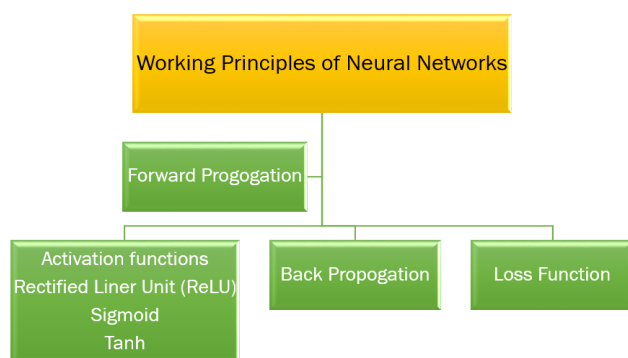 Working Principles of Neural Networks
Forward Progogation
Activation functions
Rectified Liner Unit (ReLU)
Sigmoid
Tanh
Back Propogation
Loss Function